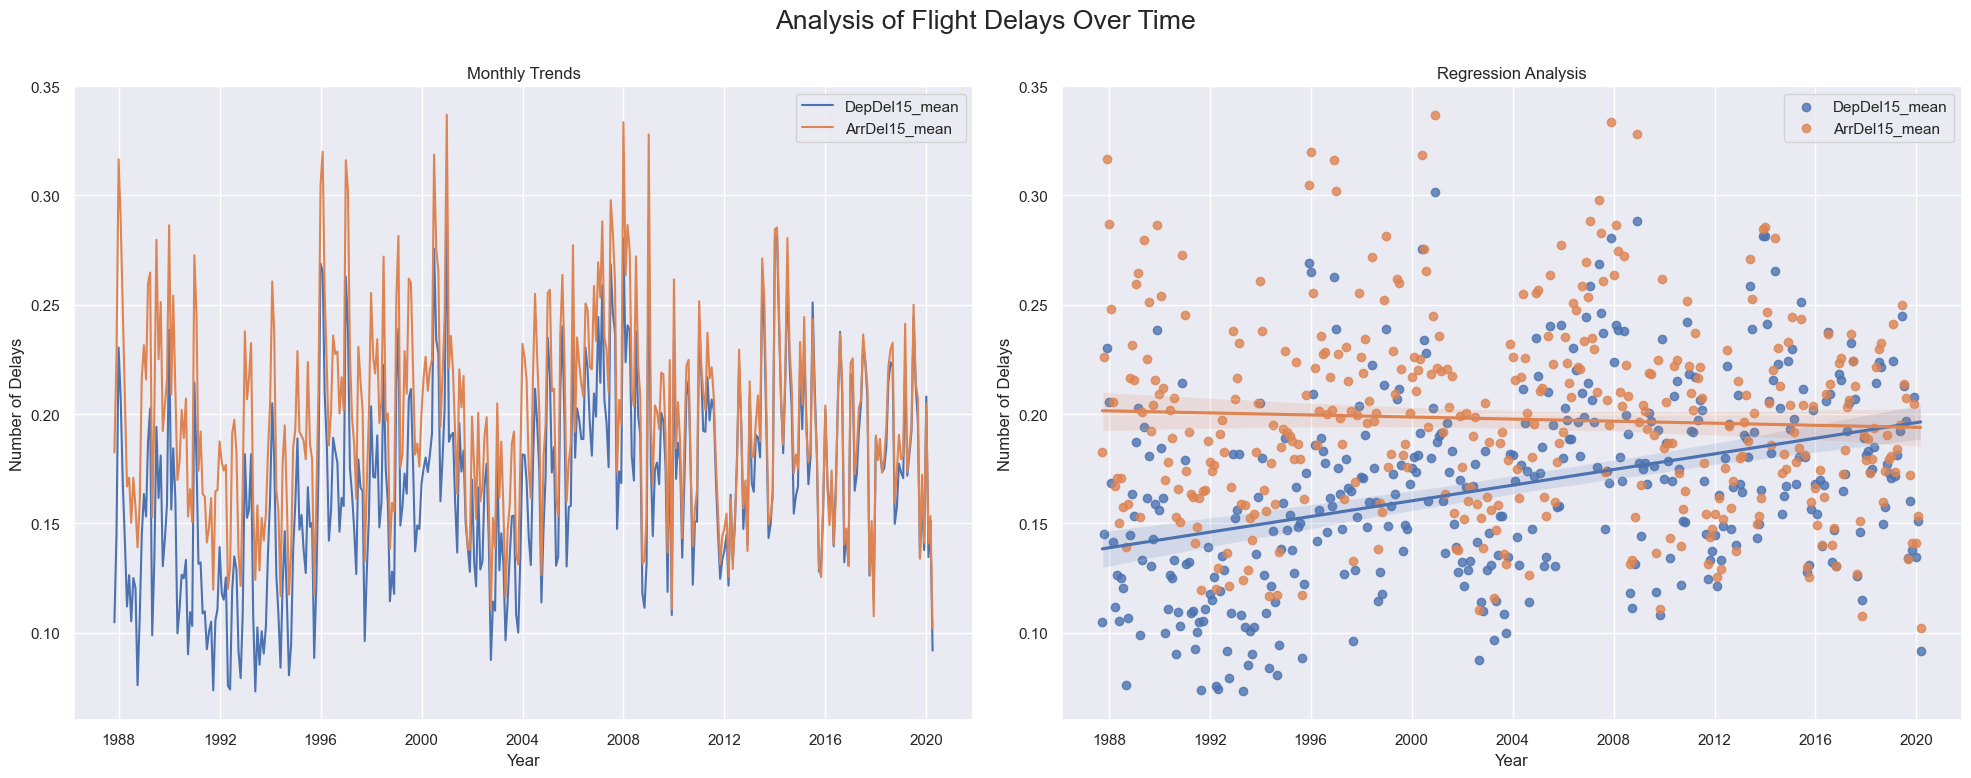 Analysis of Flight Delays Over Time
Monthly Trends
0.35
0.30
0.25
0.20
0.15
0.10
Number of Delays
DepDel15_mean
ArrDel15_mean
1988 1992 1996 2000 2004 2008 2012 2016 2020
Year
Regression Analysis
0.35
0.30
0.25
0.20
0.15
0.10
Number of Delays
DepDel15_mean
ArrDel15_mean
1988 1992 1996 2000 2004 2008 2012 2016 2020
Year